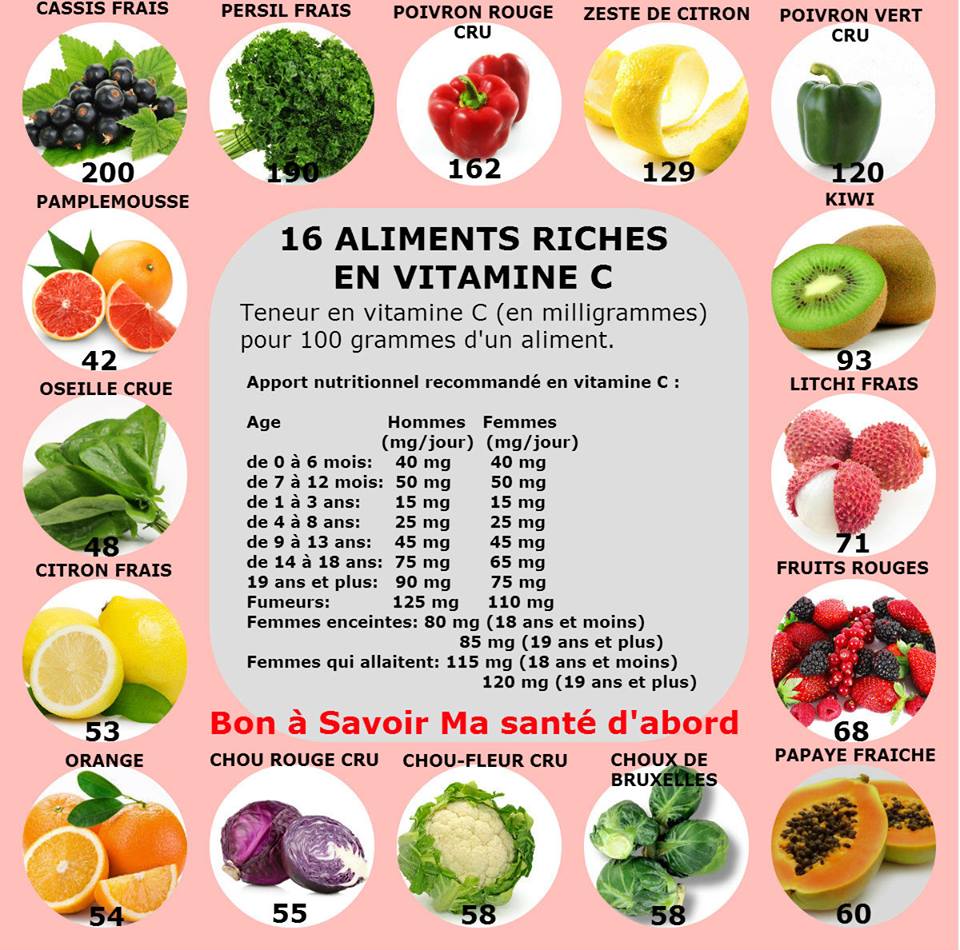 CASSIS FRAIS
200
PERSIL FRAIS
190
POIVRON ROUGE
CRU
162
ZESTE DE CITRON
129
POIVRON VERT
CRU
120
PAMPLEMOUSSE
42
KIWI
93
OSEILLE CRUE
48
LITCHI FRAIS
71
CITRON FRAIS
53
FRUITS ROUGES
68
16 ALIMENTS RICHES
EN VITAMINE C
Teneur en vitamine C (en milligrammes)
pour 100 grammes d'un aliment.
Apport nutritionnel recommandé en vitamine C :
Age Hommes Femmes
(mg/jour) (mg/jour)
de 0 à 6 mois: 40 mg 40 mg
de 7 à 12 mois: 50 mg 50 mg
de 1 à 3 ans: 15 mg 15 mg
de 4 à 8 ans: 25 mg 25 mg
de 9 à 13 ans: 45 mg 45 mg
de 14 à 18 ans: 75 mg 65 mg
19 ans et plus: 90 mg 75 mg
Fumeurs: 125 mg 110 mg
Femmes enceintes: 80 mg (18 ans et moins)
85 mg (19 ans et plus)
Femmes qui allaitent: 115 mg (18 ans et moins)
120 mg (19 ans et plus)
Bon à Savoir Ma santé d'abord
ORANGE
54
CHOU ROUGE CRU
55
CHOU-FLEUR CRU
58
CHOUX DE
BRUXELLES
58
PAPAYE FRAICHE
60